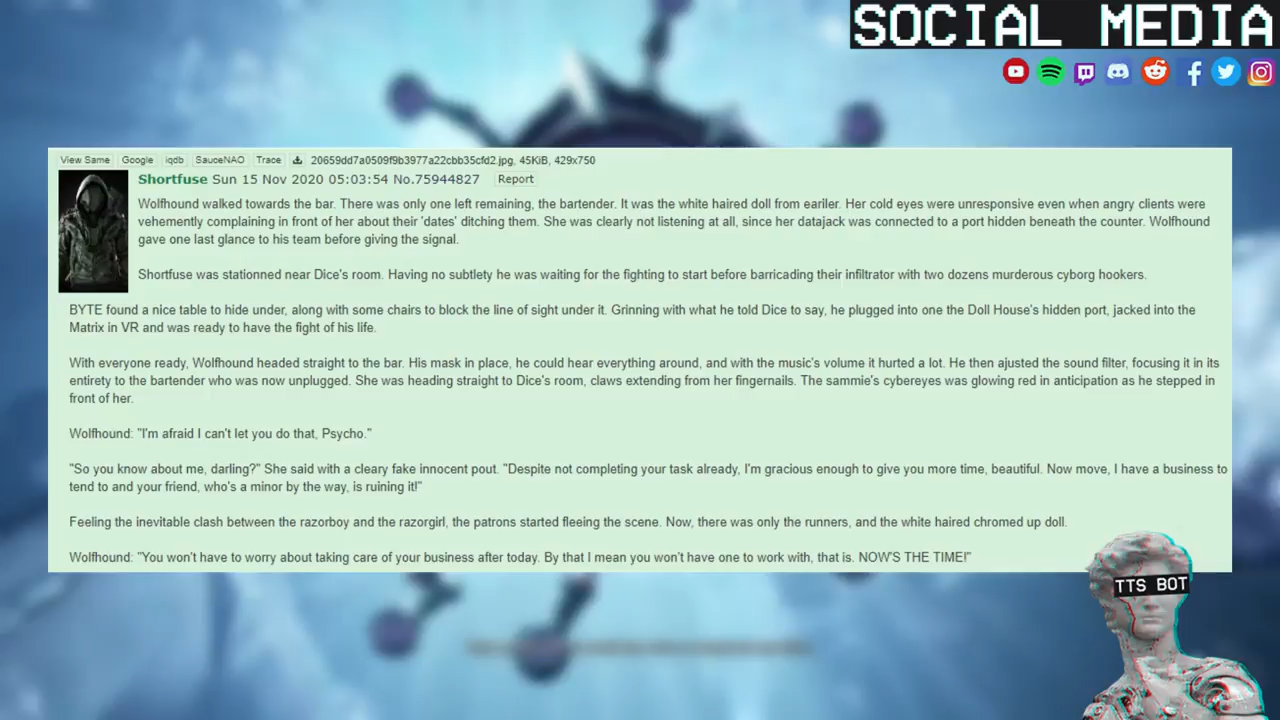 SOCIAL MEDIA
View Same Google iqdb SauceNAO Trace 20659dd7a0509f9b3977a22cbb35cfd2.jpg, 45KiB, 429x750
Shortfuse Sun 15 Nov 2020 05:03:54 No.75944827 Report
Wolfhound walked towards the bar. There was only one left remaining, the bartender. It was the white haired doll from eariler. Her cold eyes were unresponsive even when angry clients were
vehemently complaining in front of her about their 'dates' ditching them. She was clearly not listening at all, since her datajack was connected to a port hidden beneath the counter. Wolfhound
gave one last glance to his team before giving the signal.
Shortfuse was stationned near Dice's room. Having no subtlety he was waiting for the fighting to start before barricading their infiltrator with two dozens murderous cyborg hookers.
BYTE found a nice table to hide under, along with some chairs to block the line of sight under it. Grinning with what he told Dice to say, he plugged into one the Doll House's hidden port, jacked into the
Matrix in VR and was ready to have the fight of his life.
With everyone ready, Wolfhound headed straight to the bar. His mask in place, he could hear everything around, and with the music's volume it hurted a lot. He then ajusted the sound filter, focusing it in its
entirety to the bartender who was now unplugged. She was heading straight to Dice's room, claws extending from her fingernails. The sammie's cybereyes was glowing red in anticipation as he stepped in
front of her.
Wolfhound: "I'm afraid I can't let you do that, Psycho."
"So you know about me, darling?" She said with a cleary fake innocent pout. "Despite not completing your task already, I'm gracious enough to give you more time, beautiful. Now move, I have a business to
tend to and your friend, who's a minor by the way, is ruining it!"
Feeling the inevitable clash between the razorboy and the razorgirl, the patrons started fleeing the scene. Now, there was only the runners, and the white haired chromed up doll.
Wolfhound: "You won't have to worry about taking care of your business after today. By that I mean you won't have one to work with, that is. NOW'S THE TIME!"
TTS BOT